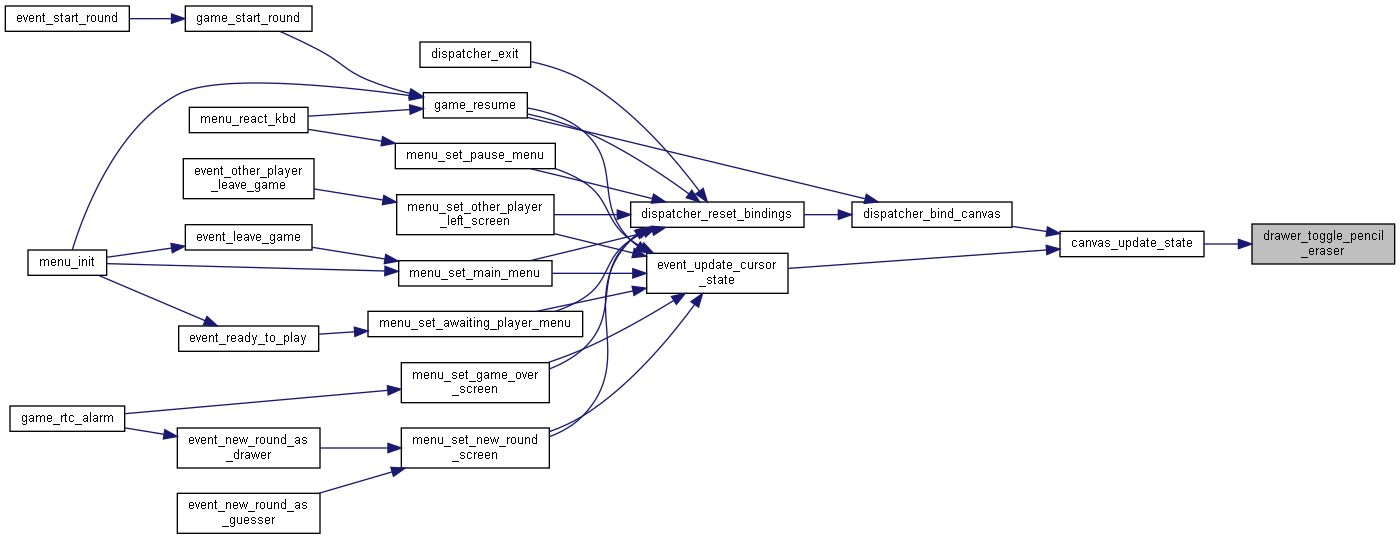 event_start_round
game_start_round
dispatcher_exit
game_resume
menu_react_kbd
menu_set_pause_menu
event_other_player
_leave_game
menu_set_other_player
_left_screen
dispatcher_reset_bindings
dispatcher_bind_canvas
drawer_toggle_pencil
_eraser
canvas_update_state
event_leave_game
menu_init
menu_set_main_menu
event_update_cursor
_state
menu_set_awaiting_player_menu
event_ready_to_play
menu_set_game_over
_screen
game_rtc_alarm
event_new_round_as
_drawer
menu_set_new_round
_screen
event_new_round_as
_guesser